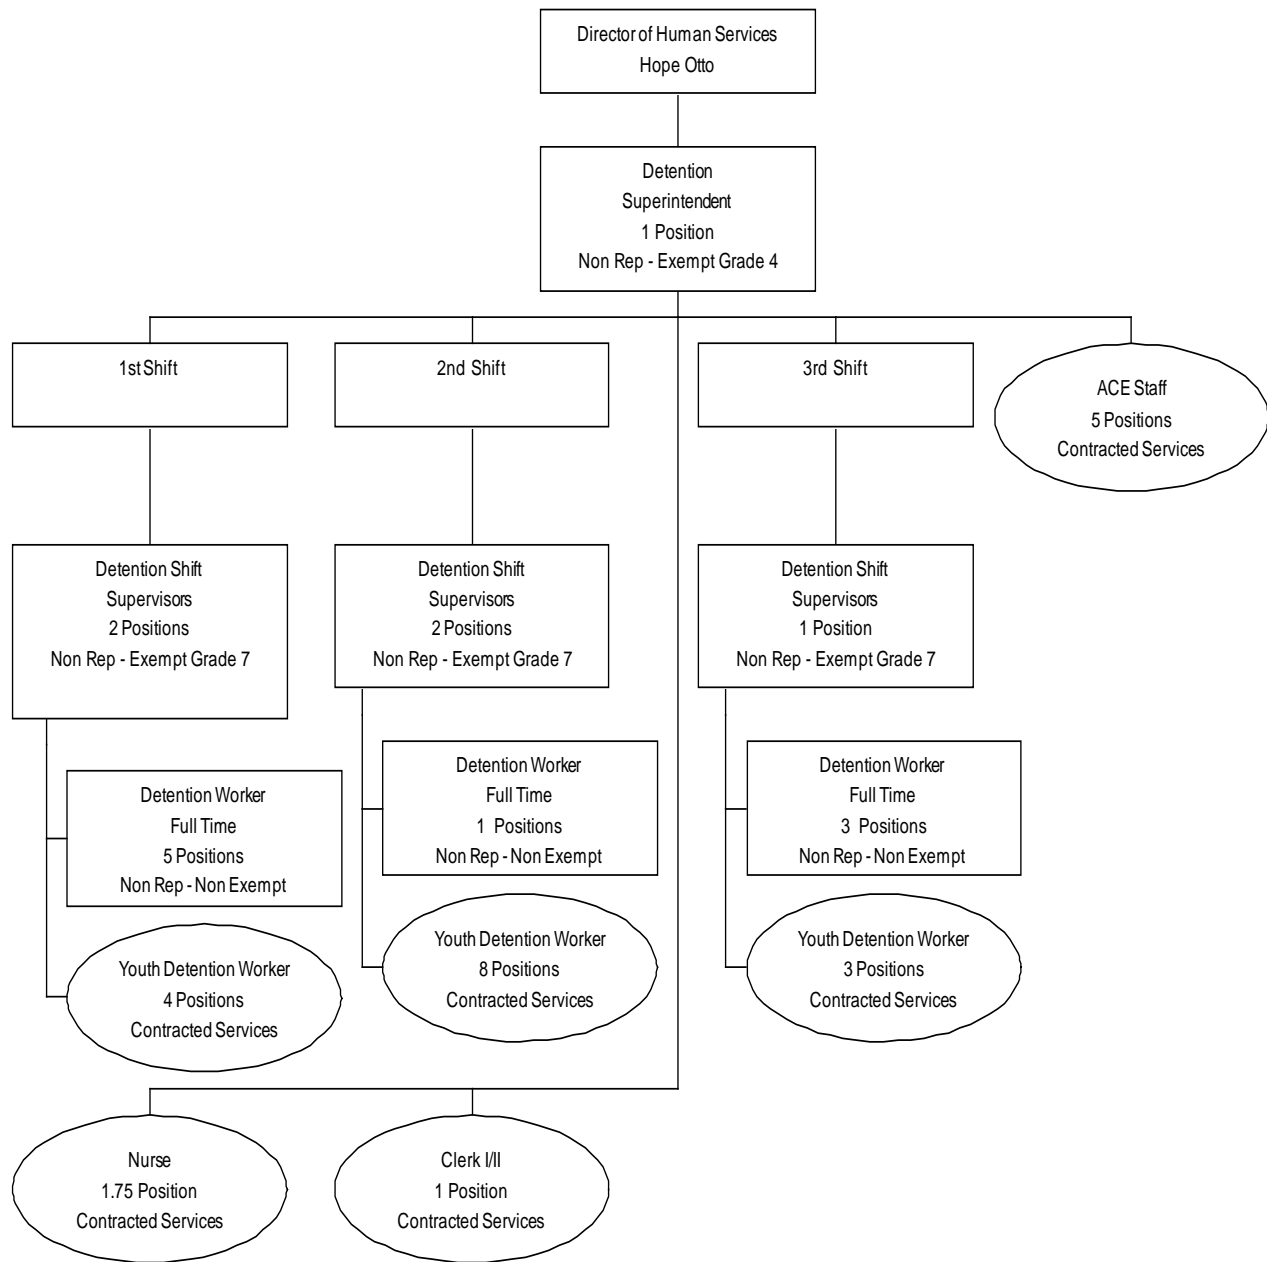 Director of Human Services
Hope Otto
Detention
Superintendent
1 Position
Non Rep - Exempt Grade 4
1st Shift
2nd Shift
3rd Shift
ACE Staff
5 Positions
Contracted Services
Detention Shift
Supervisors
2 Positions
Non Rep - Exempt Grade 7
Detention Shift
Supervisors
2 Positions
Non Rep - Exempt Grade 7
Detention Shift
Supervisors
1 Position
Non Rep - Exempt Grade 7
Detention Worker
Full Time
5 Positions
Non Rep - Non Exempt
Detention Worker
Full Time
1 Positions
Non Rep - Non Exempt
Detention Worker
Full Time
3 Positions
Non Rep - Non Exempt
Youth Detention Worker
4 Positions
Contracted Services
Youth Detention Worker
8 Positions
Contracted Services
Youth Detention Worker
3 Positions
Contracted Services
Nurse
1.75 Position
Contracted Services
Clerk I/II
1 Position
Contracted Services